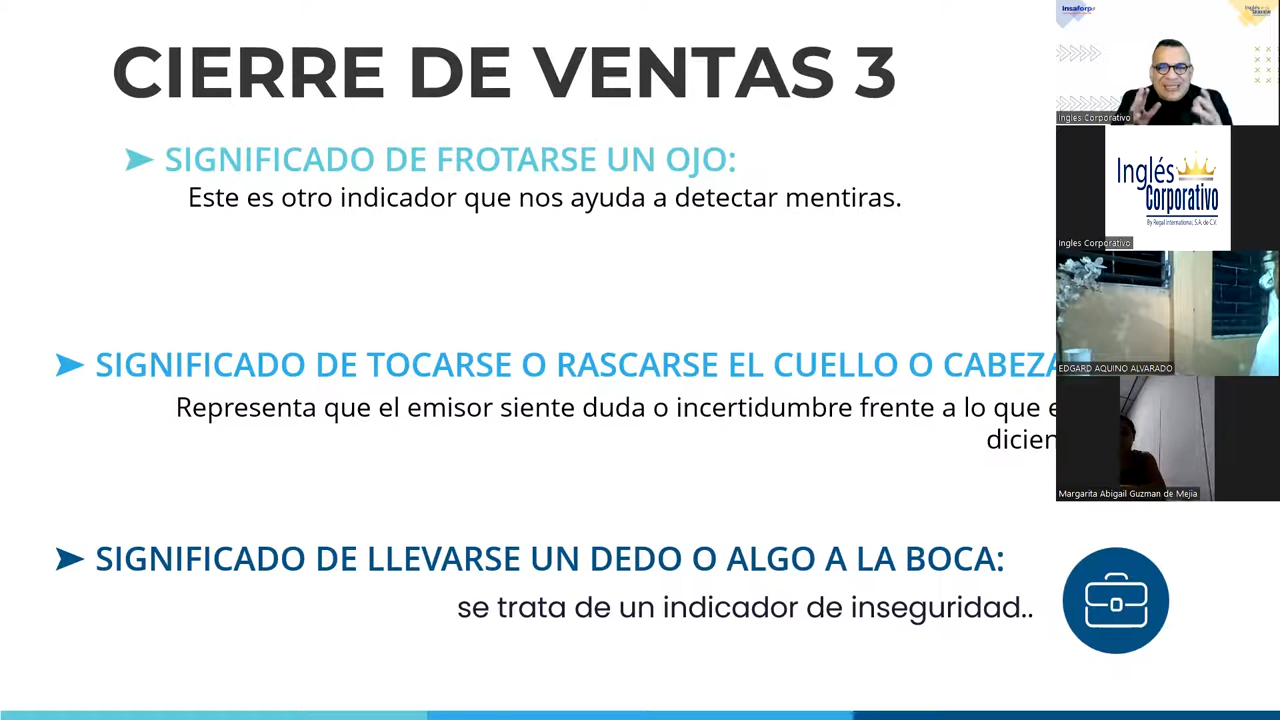 CIERRE DE VENTAS 3
SIGNIFICADO DE FROTARSE UN OJO:
Este es otro indicador que nos ayuda a detectar mentiras.
SIGNIFICADO DE TOCARSE O RASCARSE EL CUELLO O CABEZA
Representa que el emisor siente duda o incertidumbre frente a lo que e
dicien
SIGNIFICADO DE LLEVARSE UN DEDO O ALGO A LA BOCA:
se trata de un indicador de inseguridad..
Insaforp
Ingles Corporativo
Inglés
Corporativo
By Regal International, S.A. de C.V.
Ingles Corporativo
EDGARD AQUINO ALVARADO
Margarita Abigail Guzman de Mejia